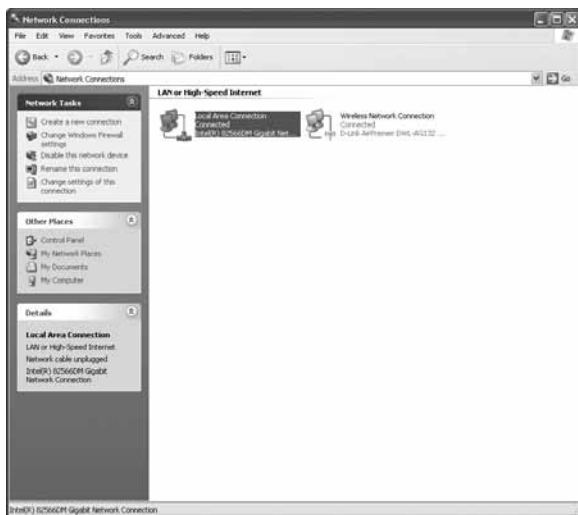 Network Connections
File Edit View Favorites Tools Advanced Help
Back Search Folders
Address Network Connections Go
Network Tasks
Create a new connection
Change Windows Firewall
settings
Disable this network device
Rename this connection
Change settings of this
connection
Other Places
Control Panel
My Network Places
My Documents
My Computer
Details
Local Area Connection
LAN or High-Speed Internet
Network cable unplugged
Intel(R) 82566DM Gigabit
Network Connection
LAN or High-Speed Internet
Local Area Connection
Connected
Intel(R) 82566DM Gigabit Net...
Wireless Network Connection
Connected
D-Link AirPremier DWL-AG132 ...
Intel(R) 82566DM Gigabit Network Connection